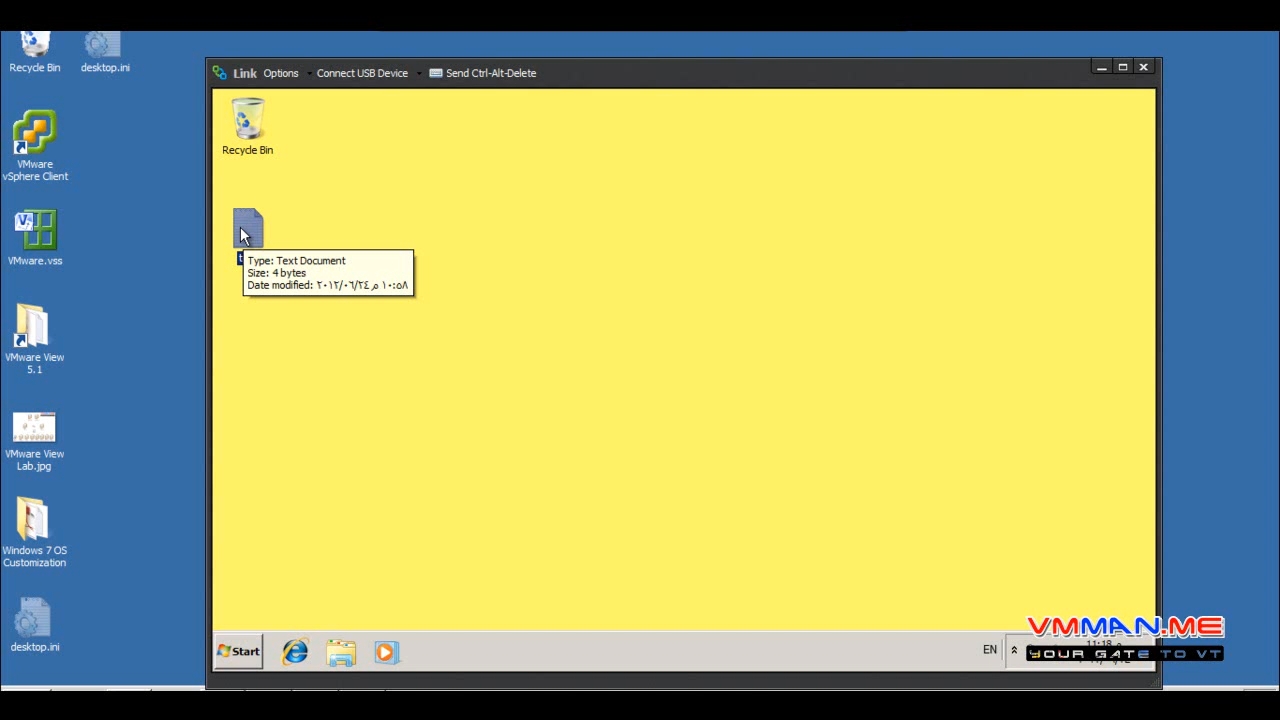 Recycle Bin
desktop.ini
VMware
vSphere Client
VMware.vss
VMware View
5.1
VMware View
Lab.jpg
Windows 7 OS
Customization
desktop.ini
Link Options Connect USB Device Send Ctrl-Alt-Delete
Recycle Bin
Type: Text Document
Size: 4 bytes
Date modified: ٢٠١٢/٠٦/٢٤ م ١٠:٥٨
Start
EN
VMMAN.ME
YOUR GATE TO VT